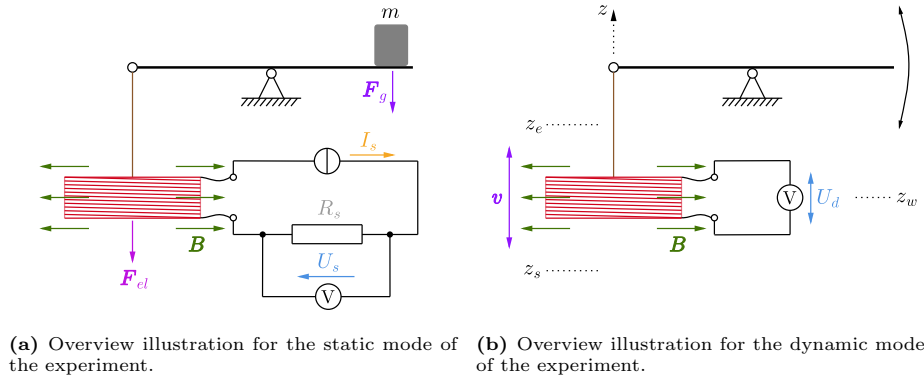 m
F_g
I_s
R_s
B
F_el
U_s
V
z
z_e
v
V
U_d
z_w
B
z_s
(a) Overview illustration for the static mode of the experiment.
(b) Overview illustration for the dynamic mode of the experiment.